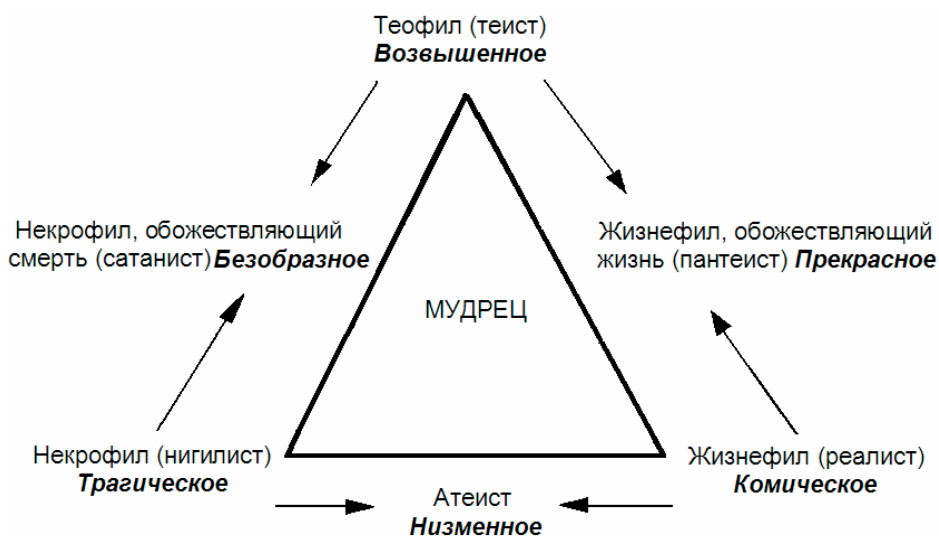 Теофил (теист)
Возвышенное
Некрофил, обожествляющий
смерть (сатанист) Безобразное
Жизнефил, обожествляющий
жизнь (пантеист) Прекрасное
МУДРЕЦ
Некрофил (нигилист)
Трагическое
Жизнефил (реалист)
Комическое
Атеист
Низменное